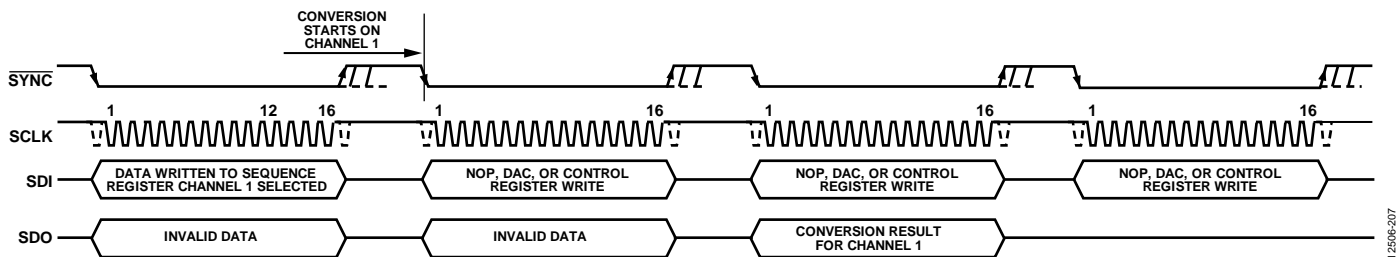 CONVERSION
STARTS ON
CHANNEL 1
SYNC
1 12 16 1 16 1 16 1 16
SCLK
SDI
DATA WRITTEN TO SEQUENCE
REGISTER CHANNEL 1 SELECTED
NOP, DAC, OR CONTROL
REGISTER WRITE
NOP, DAC, OR CONTROL
REGISTER WRITE
NOP, DAC, OR CONTROL
REGISTER WRITE
SDO
INVALID DATA
INVALID DATA
CONVERSION RESULT
FOR CHANNEL 1
12506-207